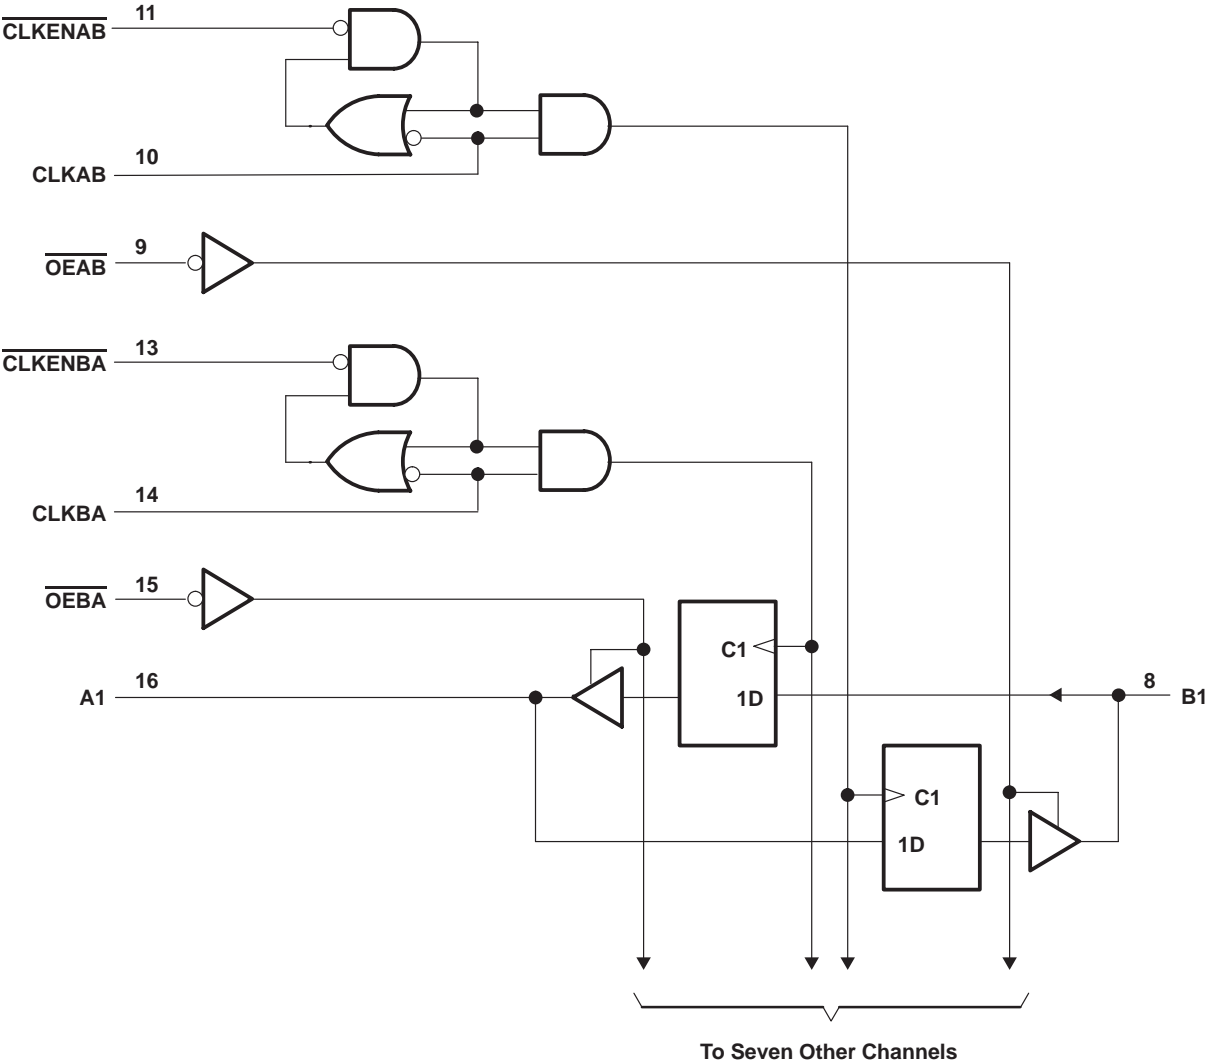 CLKENAB 11
10
CLKAB
OEAB 9
CLKENBA 13
14
CLKBA
OEBA 15
C1
A1 16
1D
8
B1
C1
1D
To Seven Other Channels